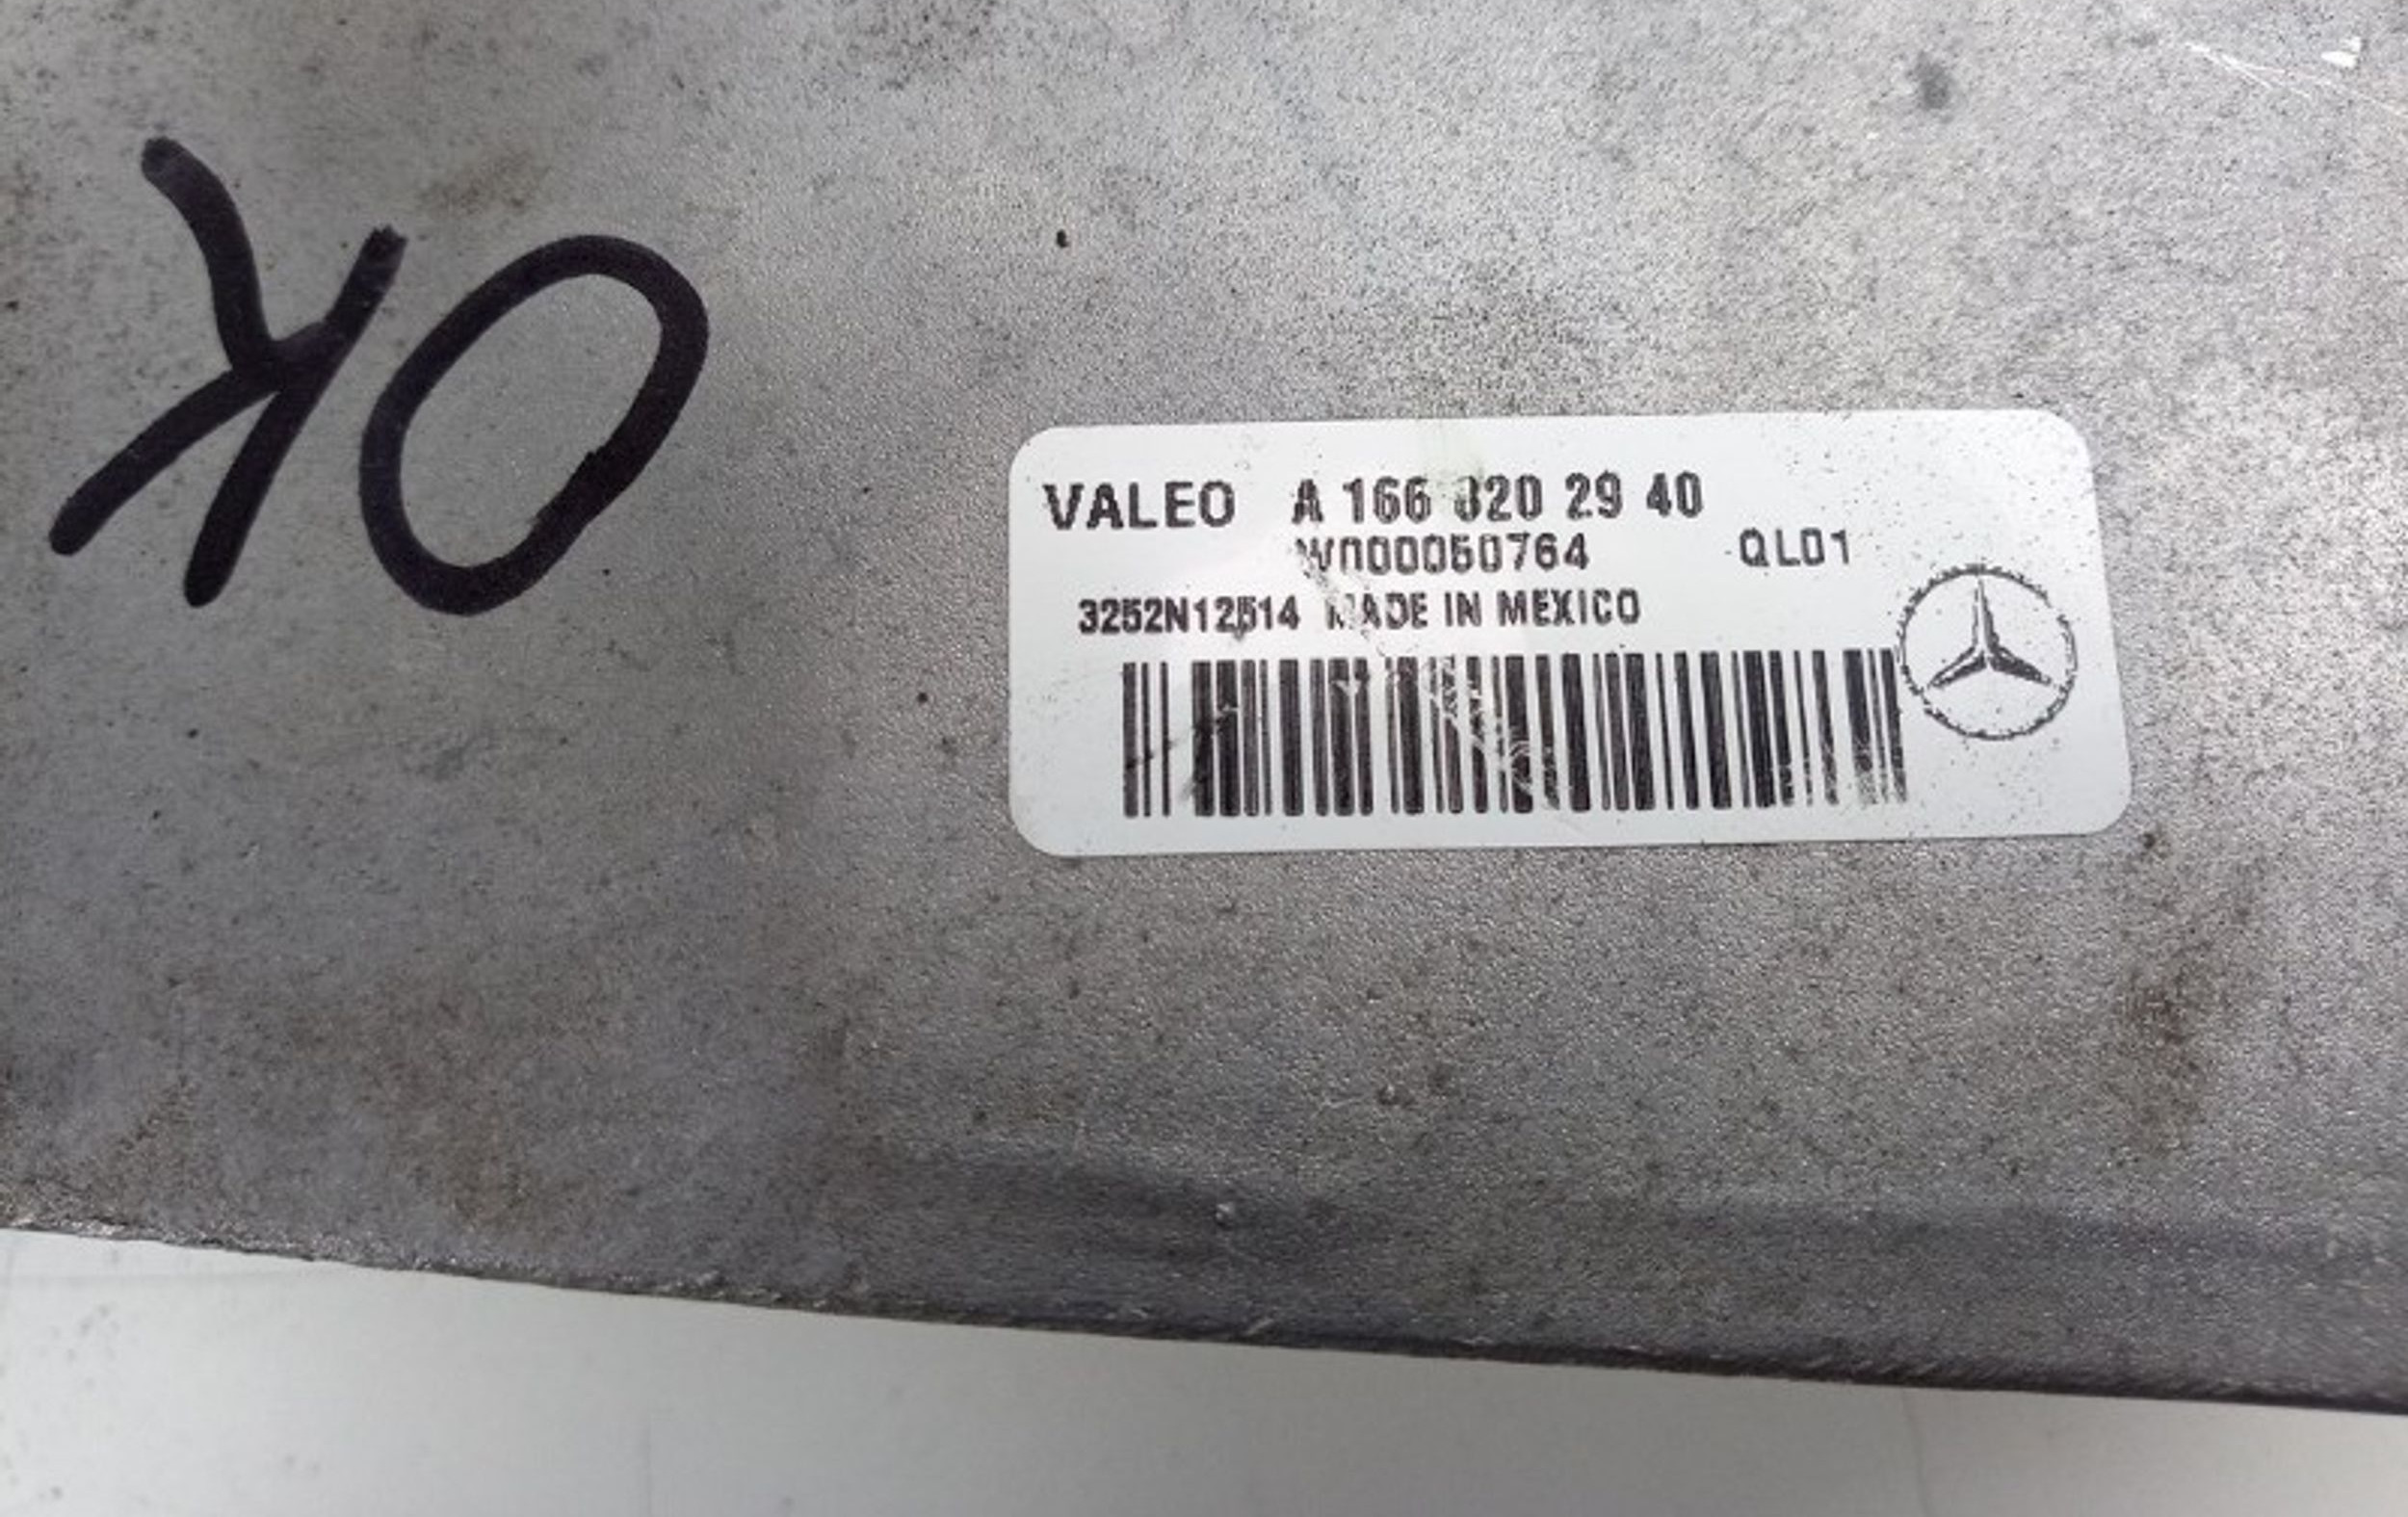 OK
VALEO A 166 820 29 40
W000050764 QL01
3252N12514 MADE IN MEXICO